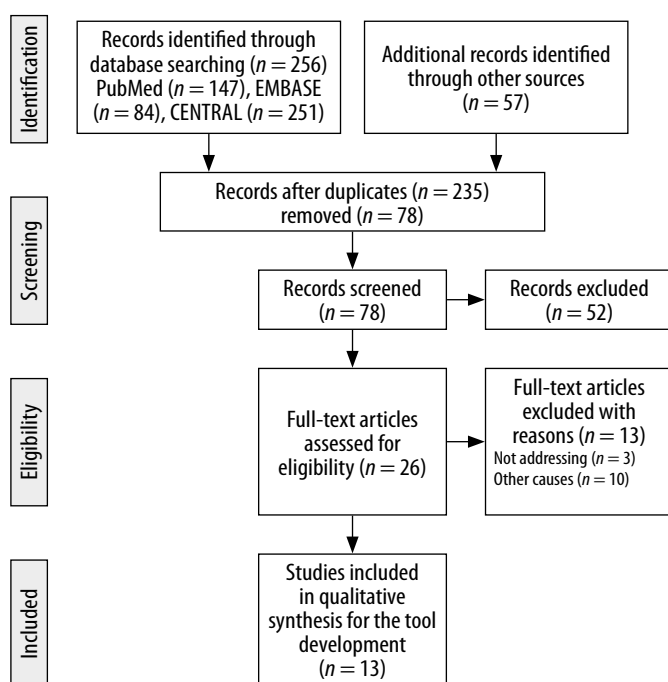 Identification
Records identified through
database searching (n = 256)
PubMed (n = 147), EMBASE
(n = 84), CENTRAL (n = 251)
Additional records identified
through other sources
(n = 57)
Screening
Records after duplicates (n = 235)
removed (n = 78)
Records screened
(n = 78)
Records excluded
(n = 52)
Eligibility
Full-text articles
assessed for
eligibility (n = 26)
Full-text articles
excluded with
reasons (n = 13)
Not addressing (n = 3)
Other causes (n = 10)
Included
Studies included
in qualitative
synthesis for the tool
development
(n = 13)